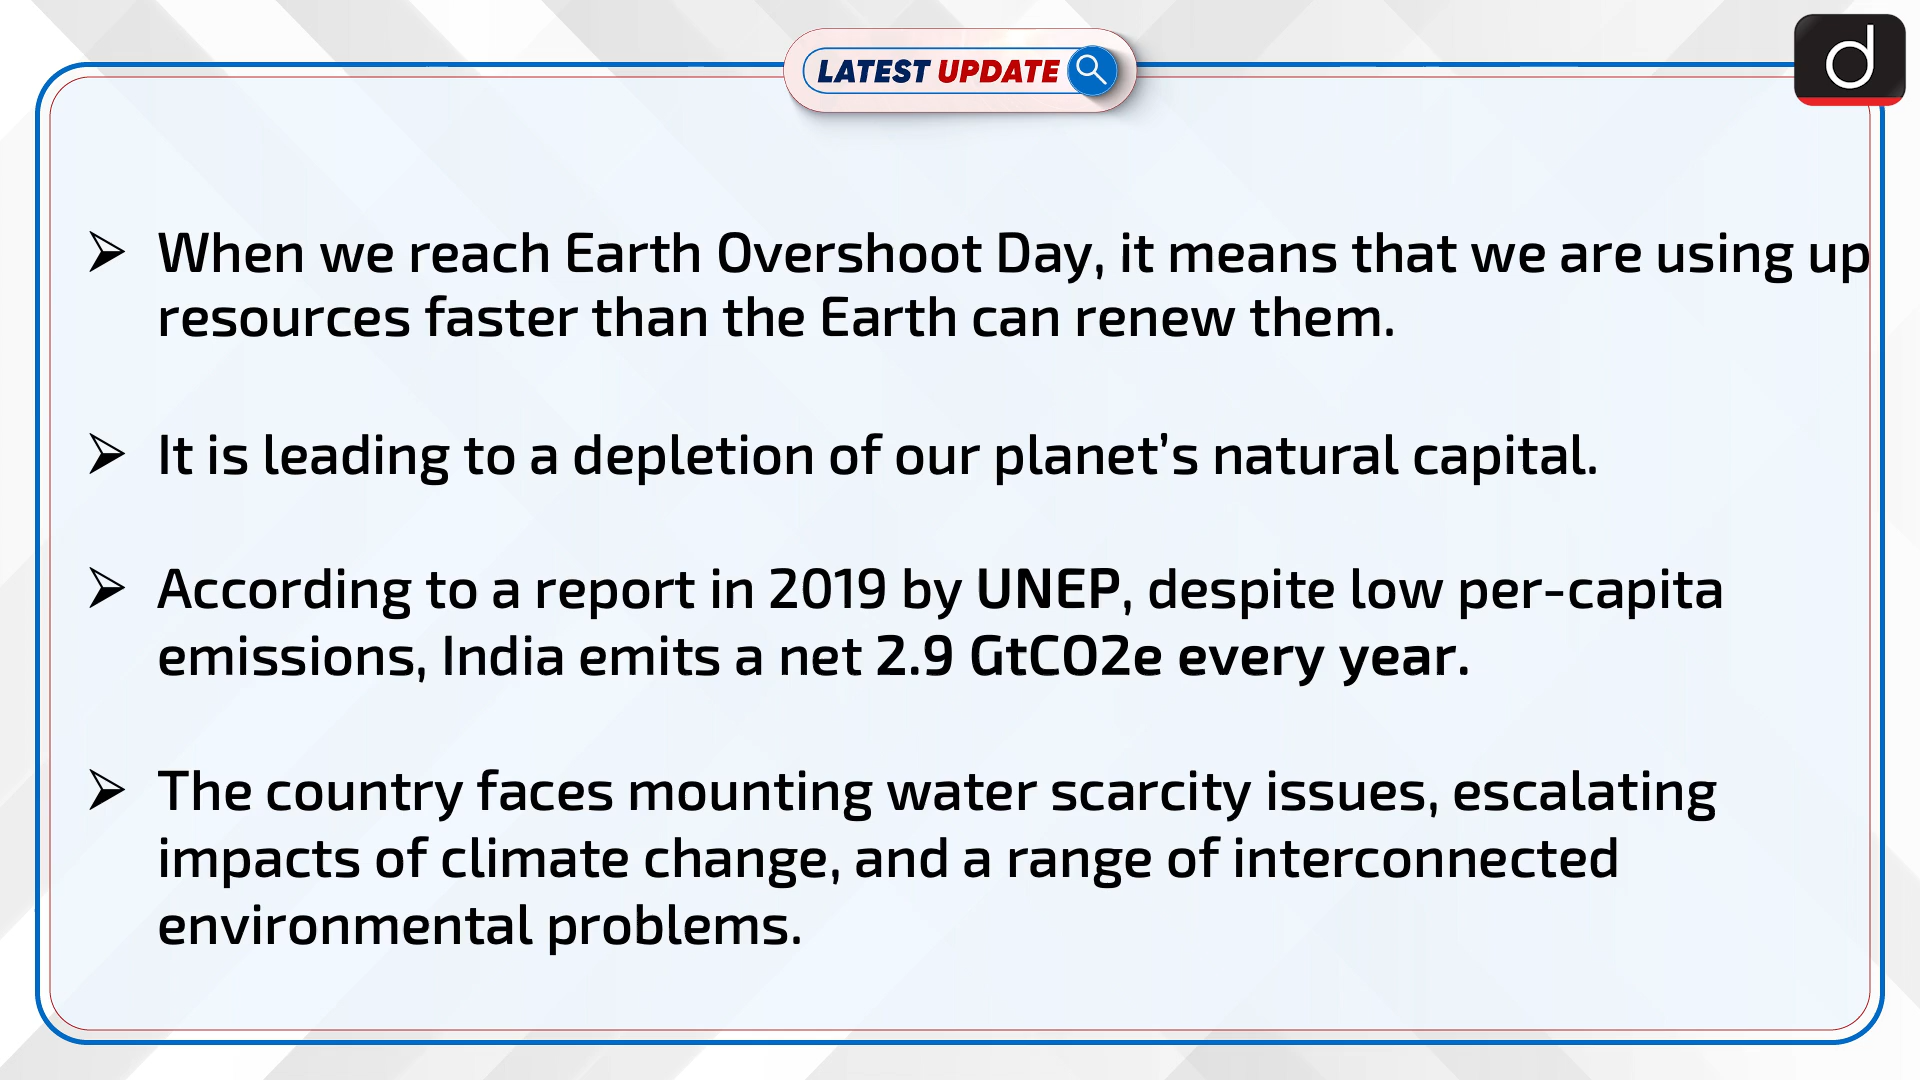 LATEST UPDATE
d
➢ When we reach Earth Overshoot Day, it means that we are using up
resources faster than the Earth can renew them.
➢ It is leading to a depletion of our planet’s natural capital.
➢ According to a report in 2019 by UNEP, despite low per-capita
emissions, India emits a net 2.9 GtCO2e every year.
➢ The country faces mounting water scarcity issues, escalating
impacts of climate change, and a range of interconnected
environmental problems.